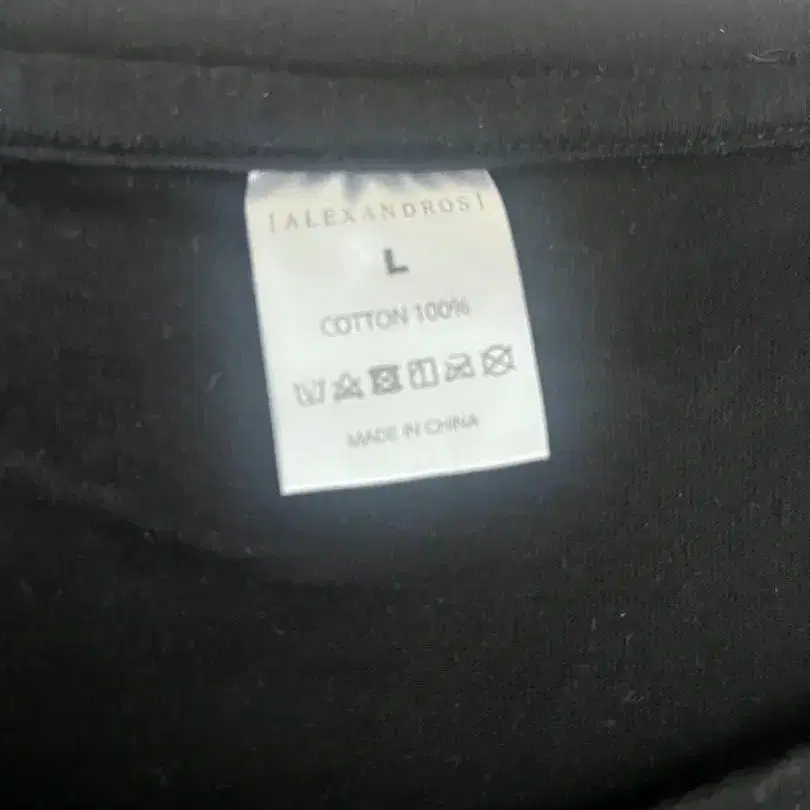 [ALEXANDROS]
L
COTTON 100%
MADE IN CHINA